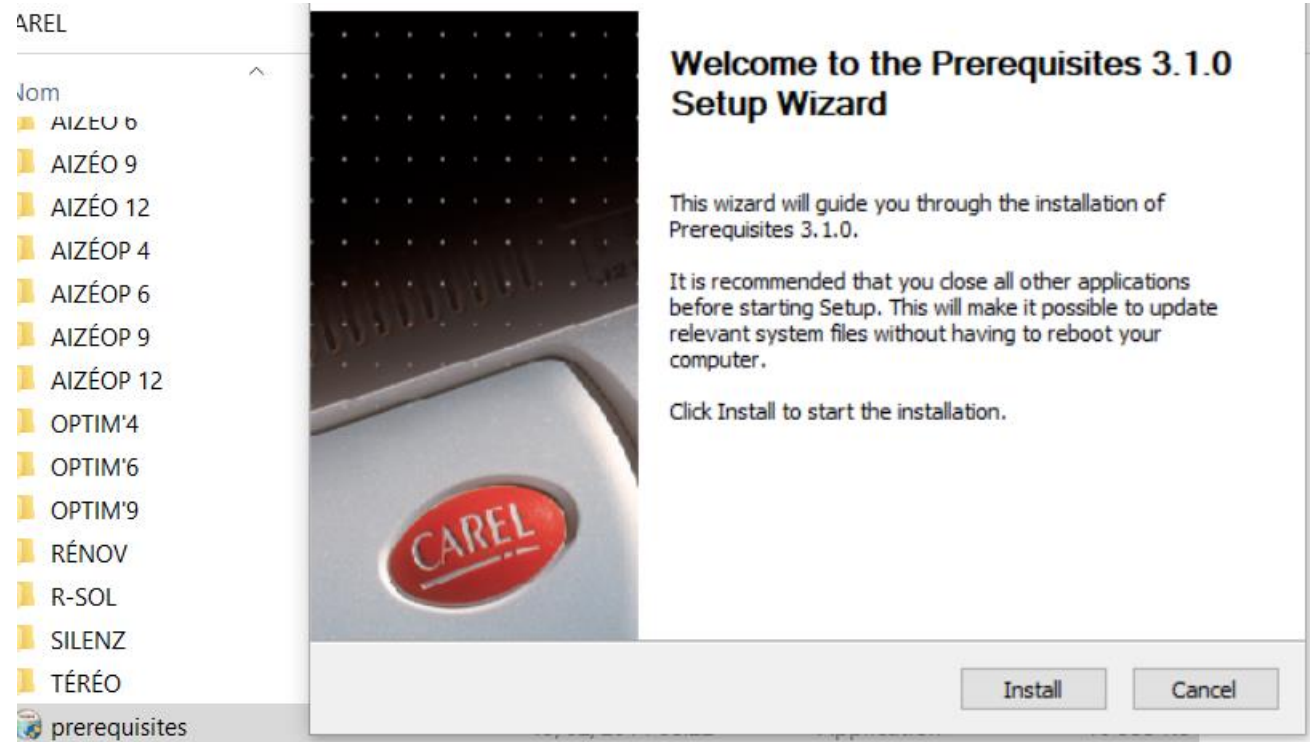 AREL
Nom
AIZÉO 6
AIZÉO 9
AIZÉO 12
AIZÉOP 4
AIZÉOP 6
AIZÉOP 9
AIZÉOP 12
OPTIM'4
OPTIM'6
OPTIM'9
RÉNOV
R-SOL
SILENZ
TÉRÉO
prerequisites
CAREL
Welcome to the Prerequisites 3.1.0
Setup Wizard
This wizard will guide you through the installation of
Prerequisites 3.1.0.
It is recommended that you close all other applications
before starting Setup. This will make it possible to update
relevant system files without having to reboot your
computer.
Click Install to start the installation.
Install
Cancel